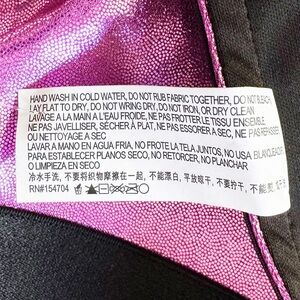 HAND WASH IN COLD WATER, DO NOT RUB FABRIC TOGETHER, DO NOT BLEACH,
LAY FLAT TO DRY, DO NOT WRING DRY, DO NOT IRON, OR DRY CLEAN
LAVAGE A LA MAIN A L'EAU FROIDE, NE PAS FROTTER LE TISSU ENSEMBLE,
NE PAS JAVELLISER, SÉCHER À PLAT, NE PAS ESSORER, NE PAS REPASSER
OU NETTOYAGE A SEC
LAVAR A MANO EN AGUA FRIA, NO FROTE LA TELA JUNTOS, NO USA
PARA ESTABLECER PLANOS SECO, NO RETORCER, NO PLANCHAR
O LIMPIEZA EN SECO
冷水手洗，不要将织物摩擦在一起，不能漂白，平放晾干，不要拧干，不能熨
RN#154704